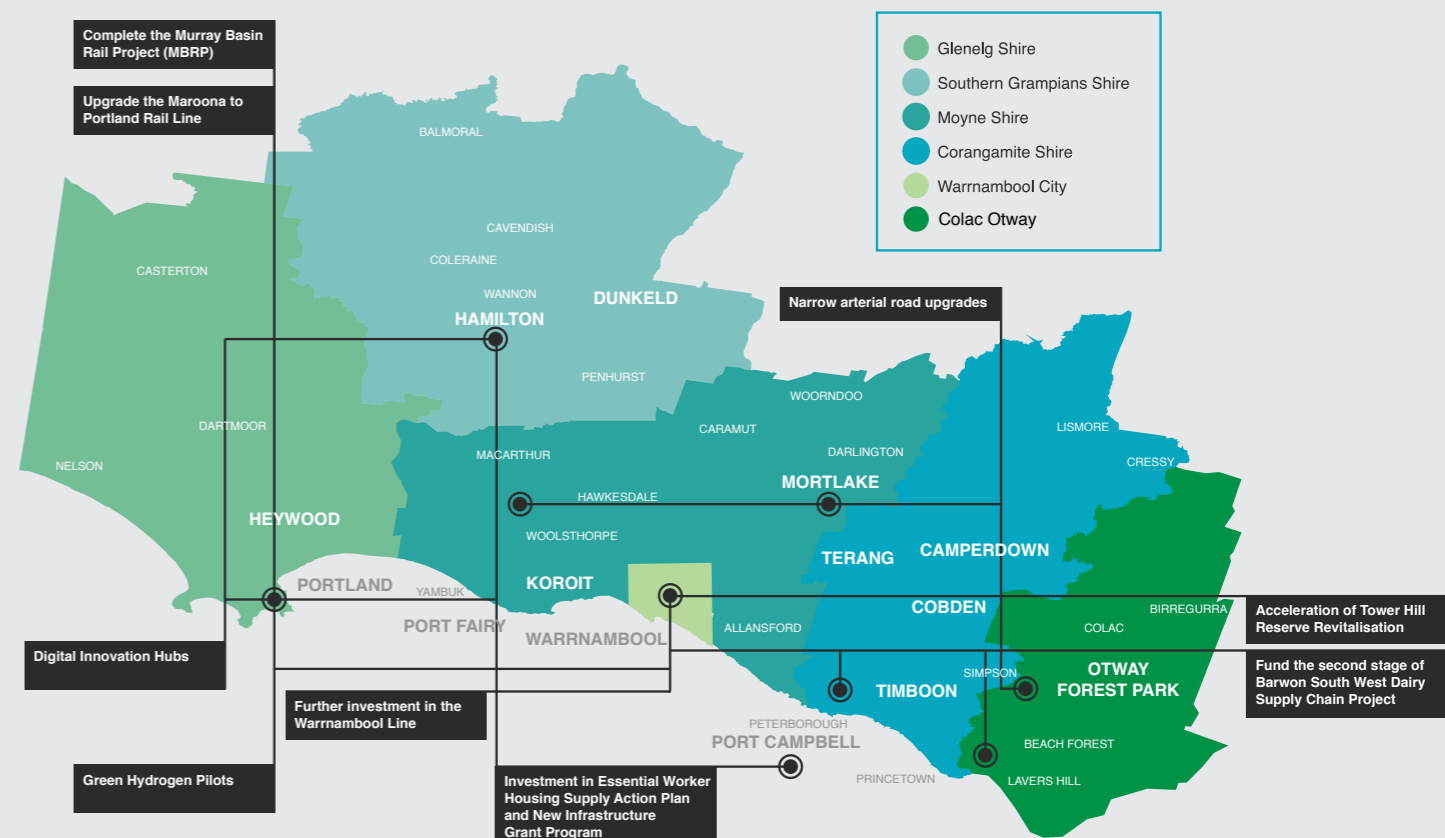 Complete the Murray Basin
Rail Project (MBRP)
Upgrade the Maroona to
Portland Rail Line
Glenelg Shire
Southern Grampians Shire
Moyne Shire
Corangamite Shire
Warrnambool City
Colac Otway
BALMORAL
CAVENDISH
COLERAINE
CASTERTON
WANNON
DUNKELD
HAMILTON
Narrow arterial road upgrades
PENHURST
WOORNDOO
DARTMOOR
CARAMUT
LISMORE
NELSON
MACARTHUR
DARLINGTON
CRESSY
MORTLAKE
HAWKESDALE
HEYWOOD
WOOLSTHORPE
TERANG
CAMPERDOWN
PORTLAND
YAMBUK
KOROIT
COBDEN
BIRREGURRA
PORT FAIRY
WARRNAMBOOL
ALLANSFORD
COLAC
Acceleration of Tower Hill
Reserve Revitalisation
Digital Innovation Hubs
SIMPSON
OTWAY
FOREST PARK
TIMBOON
Fund the second stage of
Barwon South West Dairy
Supply Chain Project
Further investment in the
Warrnambool Line
PETERBOROUGH
PORT CAMPBELL
BEACH FOREST
PRINCETOWN
LAVERS HILL
Green Hydrogen Pilots
Investment in Essential Worker
Housing Supply Action Plan
and New Infrastructure
Grant Program